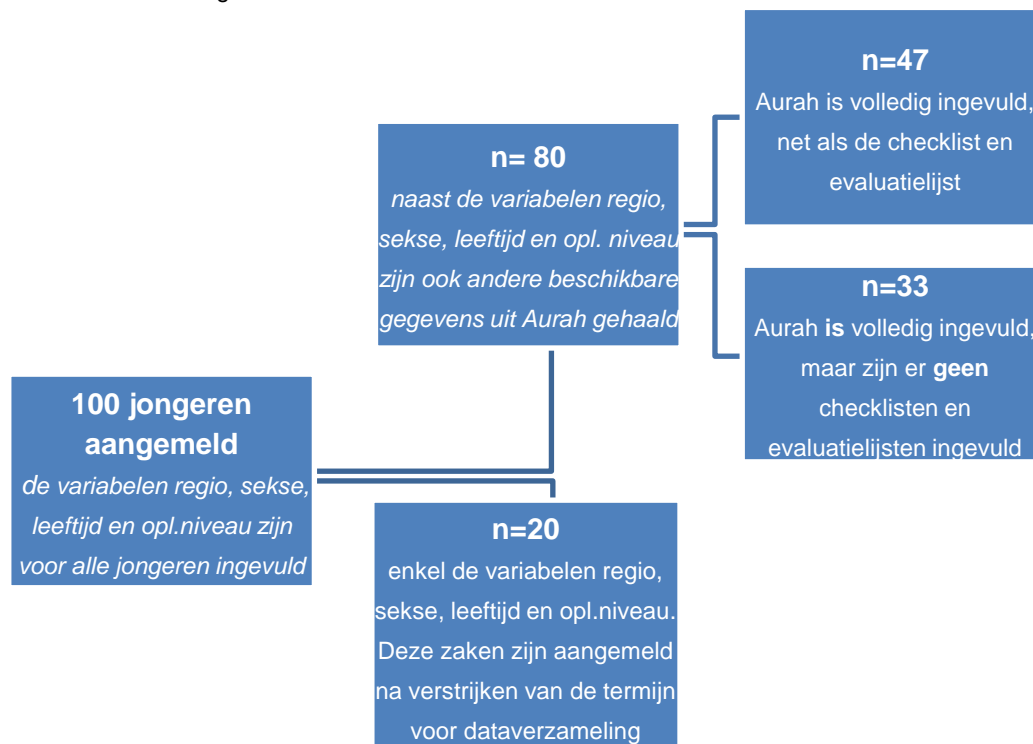 n=47
Aurah is volledig ingevuld,
net als de checklist en
evaluatielijst
n= 80
naast de variabelen regio,
sekse, leeftijd en opl. niveau
zijn ook andere beschikbare
gegevens uit Aurah gehaald
n=33
Aurah is volledig ingevuld,
maar zijn er geen
checklisten en
evaluatielijsten ingevuld
100 jongeren
aangemeld
de variabelen regio, sekse,
leeftijd en opl.niveau zijn
voor alle jongeren ingevuld
n=20
enkel de variabelen regio,
sekse, leeftijd en opl.niveau.
Deze zaken zijn aangemeld
na verstrijken van de termijn
voor dataverzameling